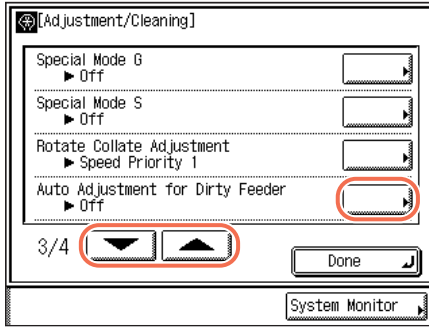 [Adjustment/Cleaning]
Special Mode G
▶ Off
Special Mode S
▶ Off
Rotate Collate Adjustment
▶ Speed Priority 1
Auto Adjustment for Dirty Feeder
▶ Off
3/4
Done
System Monitor